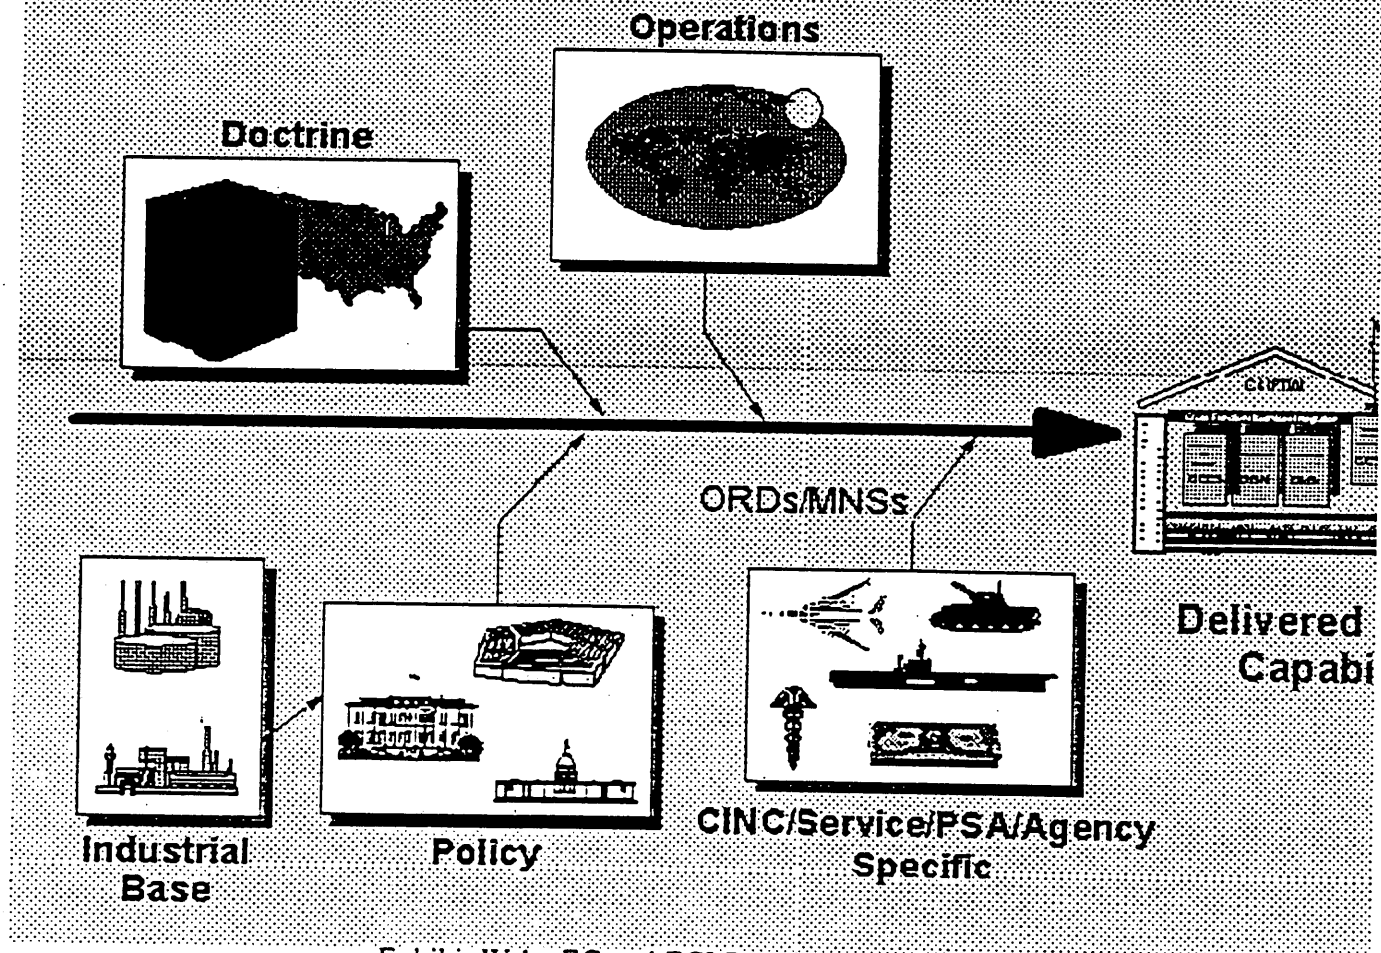 Operations
Doctrine
ORDs/MNSs
Delivered
Capabi
Industrial
Base
Policy
CINC/Service/PSA/Agency
Specific